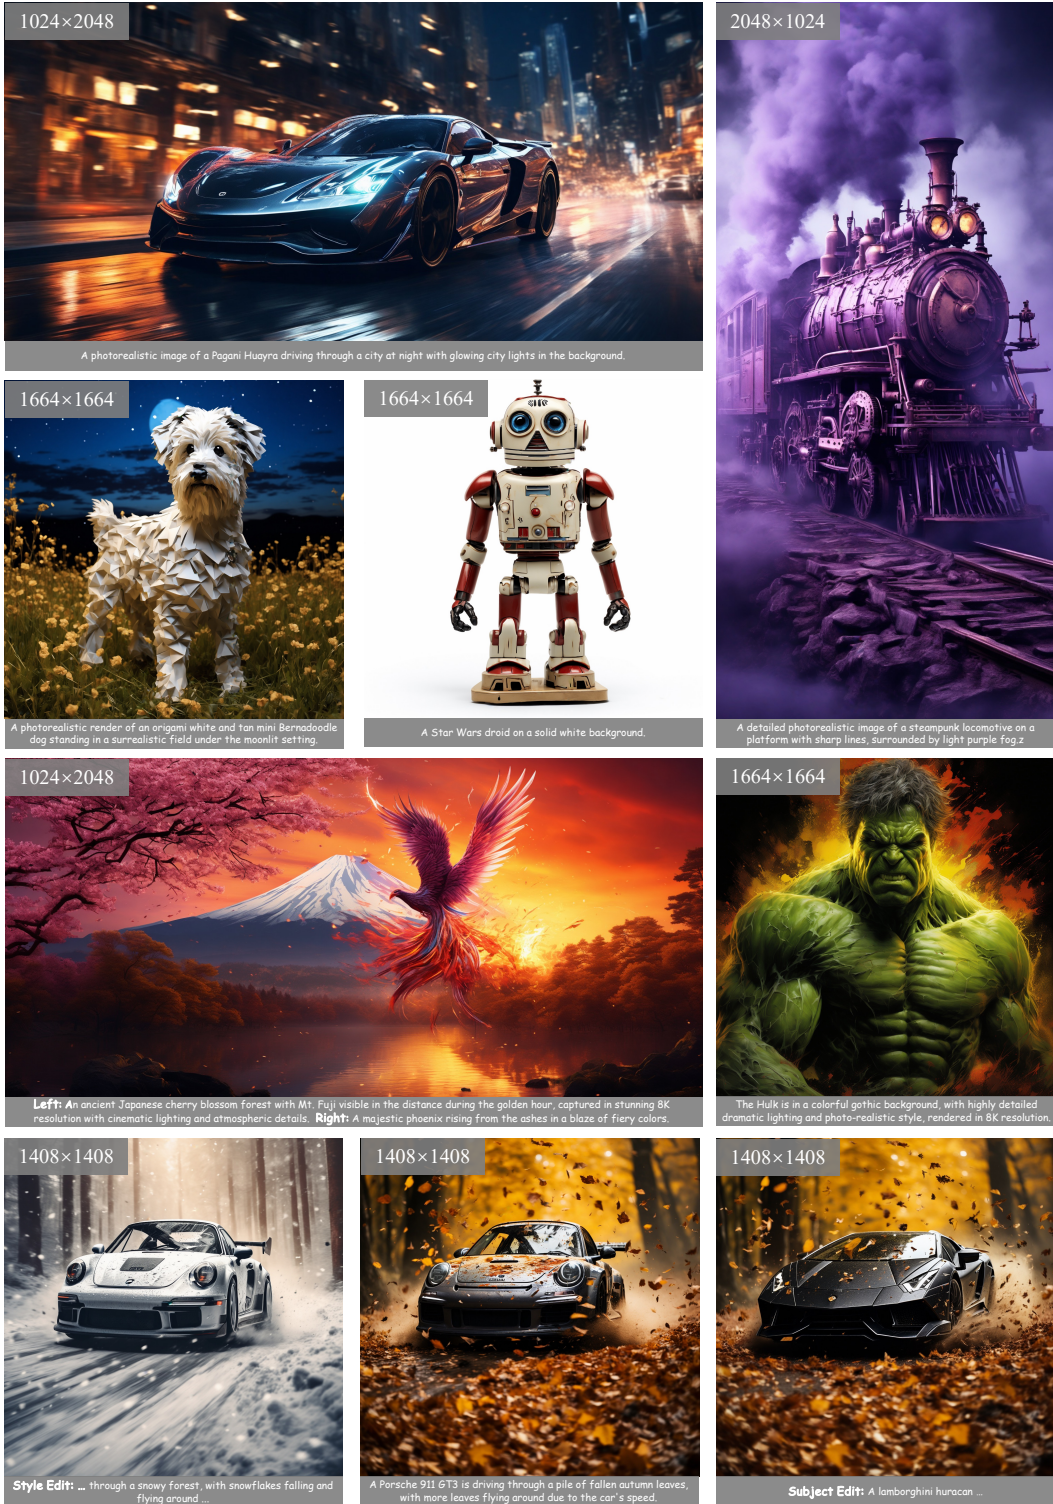 1024×2048
A photorealistic image of a Pagani Huayra driving through a city at night with glowing city lights in the background.
2048×1024
A detailed photorealistic image of a steampunk locomotive on a
platform with sharp lines, surrounded by light purple fog.z
1664×1664
A photorealistic render of an origami white and tan mini Bernadoodle
dog standing in a surrealistic field under the moonlit setting.
1664×1664
A Star Wars droid on a solid white background.
1024×2048
Left: An ancient Japanese cherry blossom forest with Mt. Fuji visible in the distance during the golden hour, captured in stunning 8K
resolution with cinematic lighting and atmospheric details. Right: A majestic phoenix rising from the ashes in a blaze of fiery colors.
1664×1664
The Hulk is in a colorful gothic background, with highly detailed
dramatic lighting and photo-realistic style, rendered in 8K resolution.
1408×1408
Style Edit: … through a snowy forest, with snowflakes falling and
flying around …
1408×1408
A Porsche 911 GT3 is driving through a pile of fallen autumn leaves,
with more leaves flying around due to the car's speed.
1408×1408
Subject Edit: A lamborghini huracan …